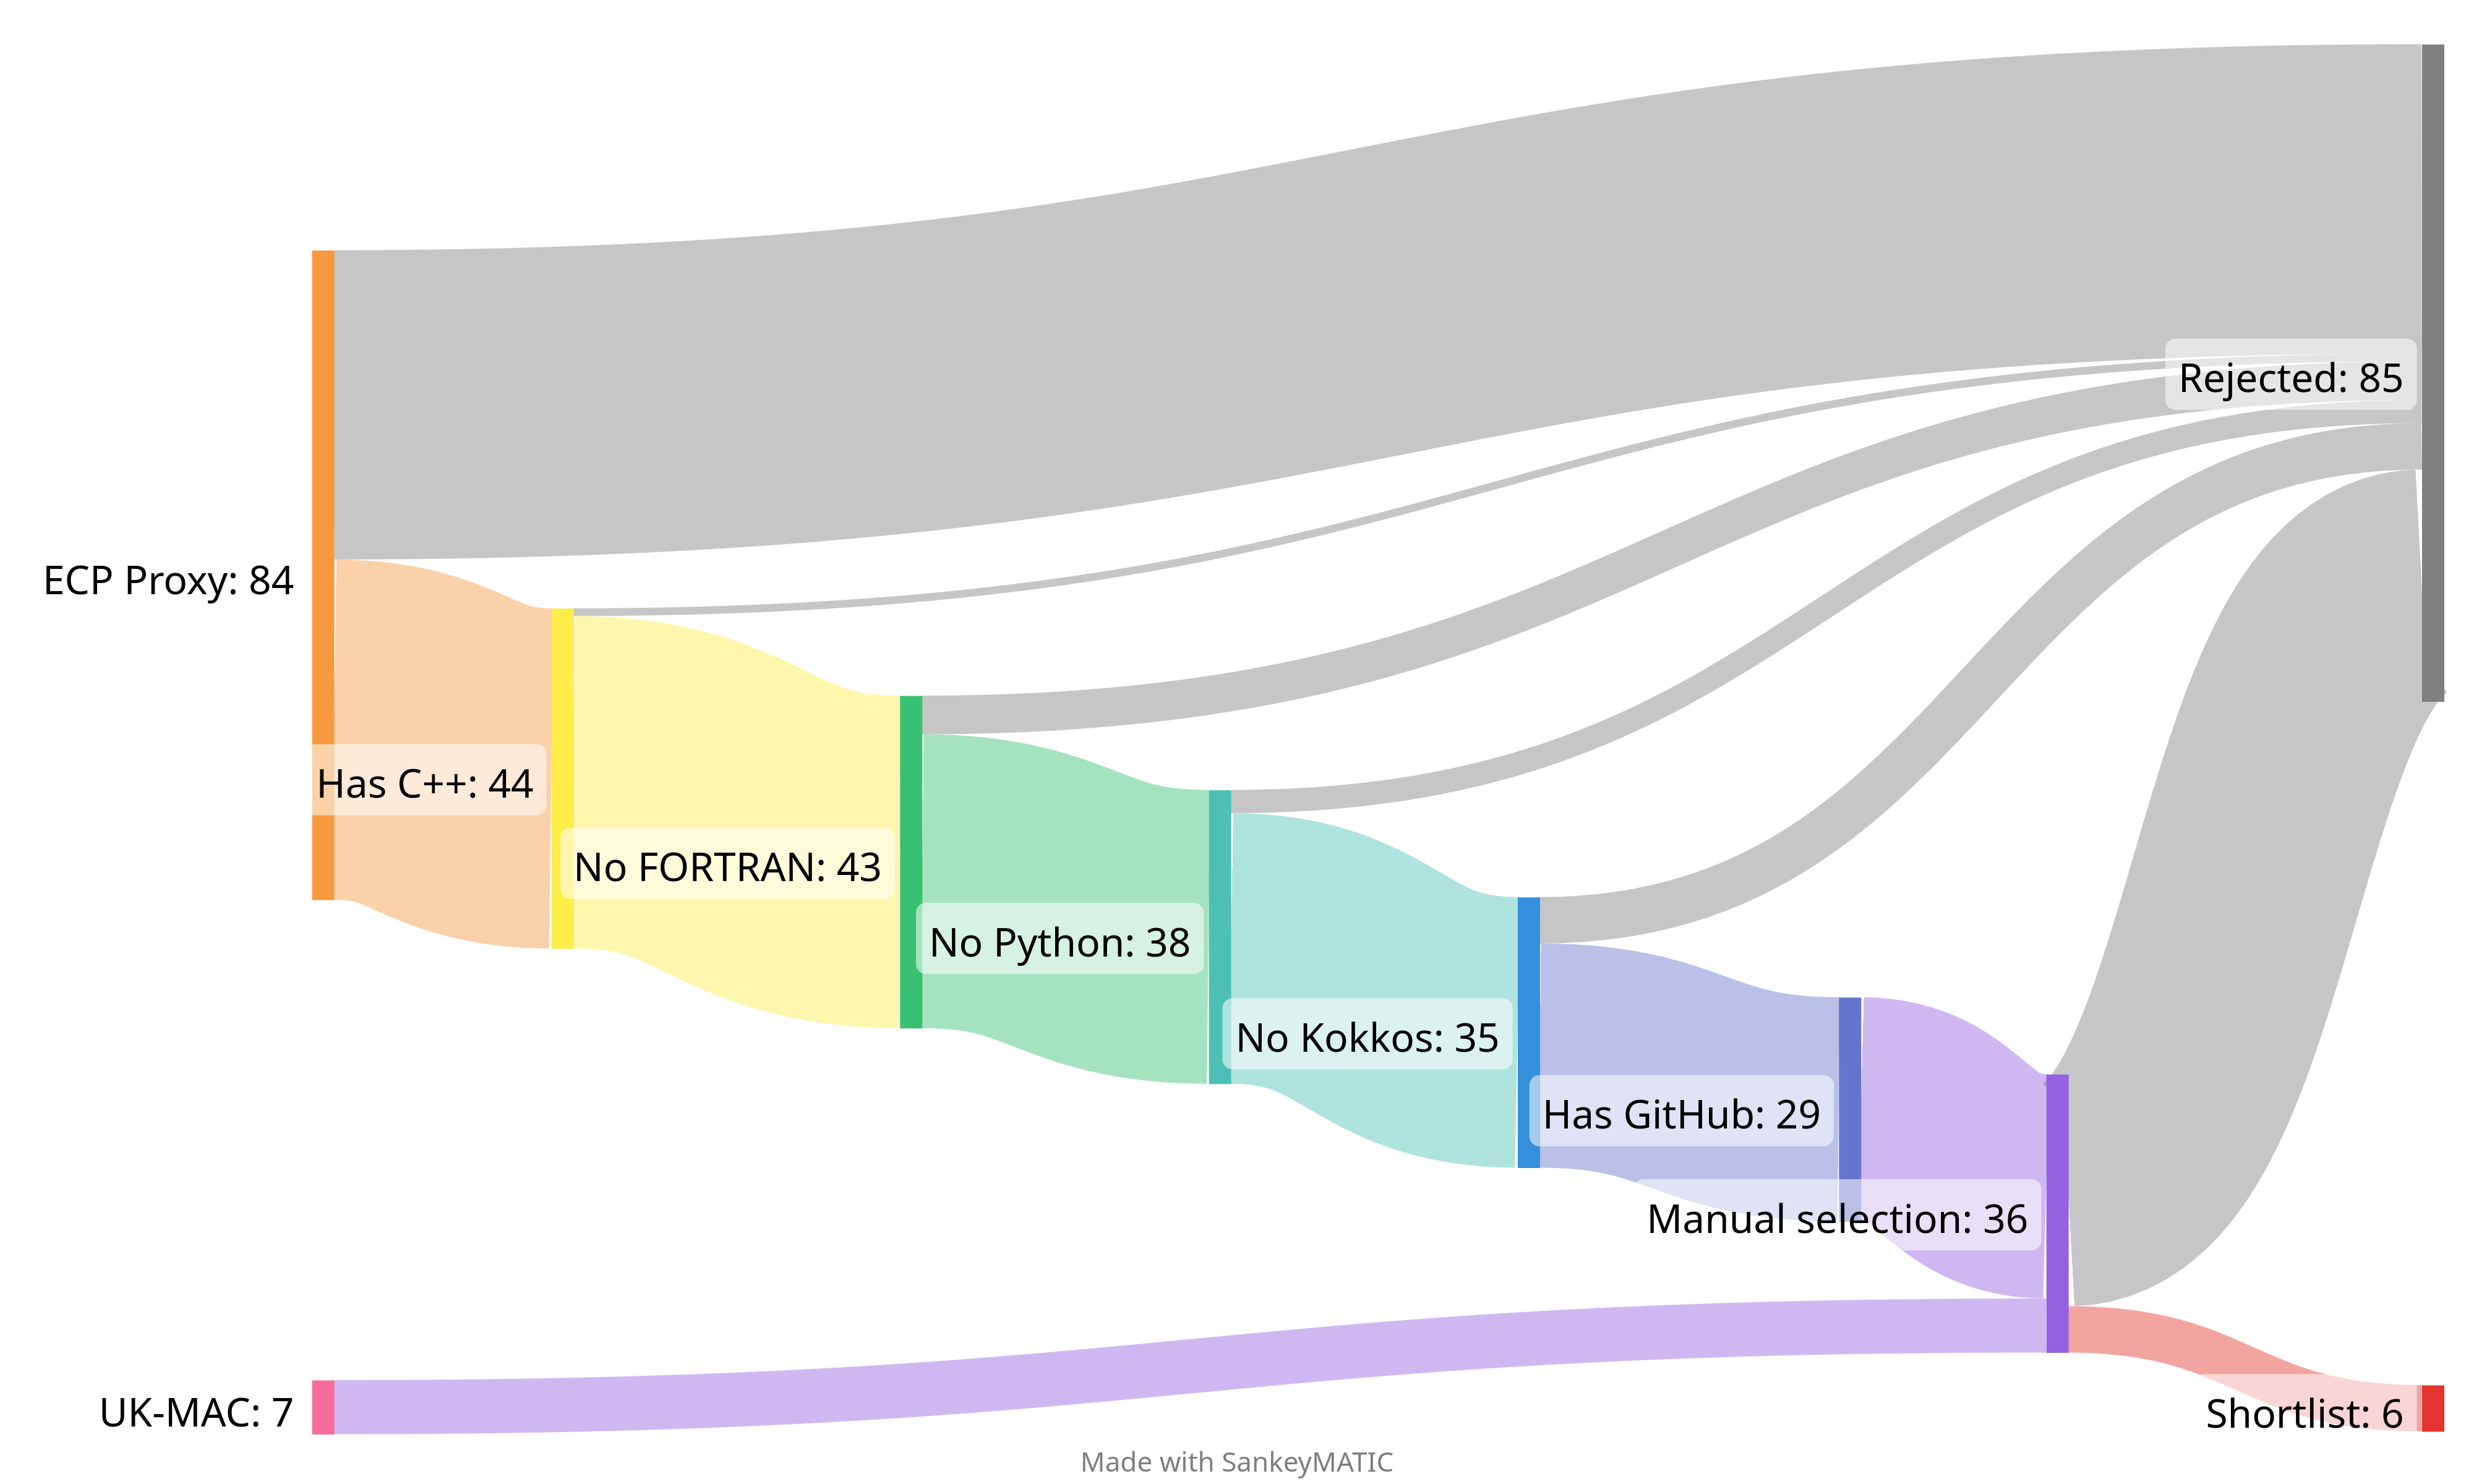 Rejected: 85
ECP Proxy: 84
Has C++: 44
No FORTRAN: 43
No Python: 38
No Kokkos: 35
Has GitHub: 29
Manual selection: 36
UK-MAC: 7
Shortlist: 6
Made with SankeyMATIC